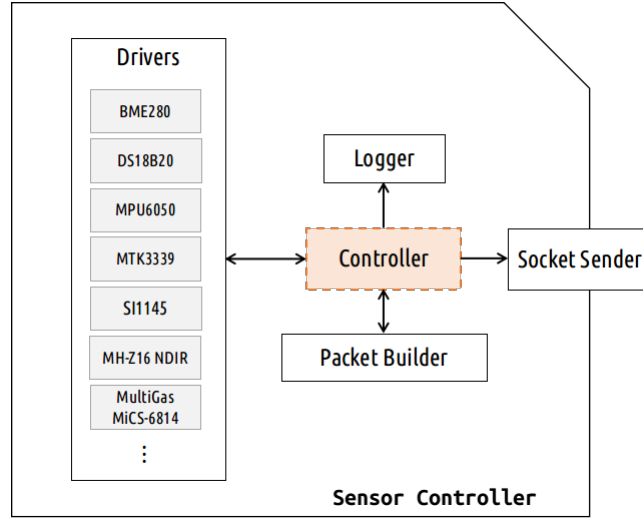 Drivers
BME280
DS18B20
MPU6050
MTK3339
SI1145
MH-Z16 NDIR
MultiGas
MiCS-6814
⋮
Logger
Controller
Socket Sender
Packet Builder
Sensor Controller